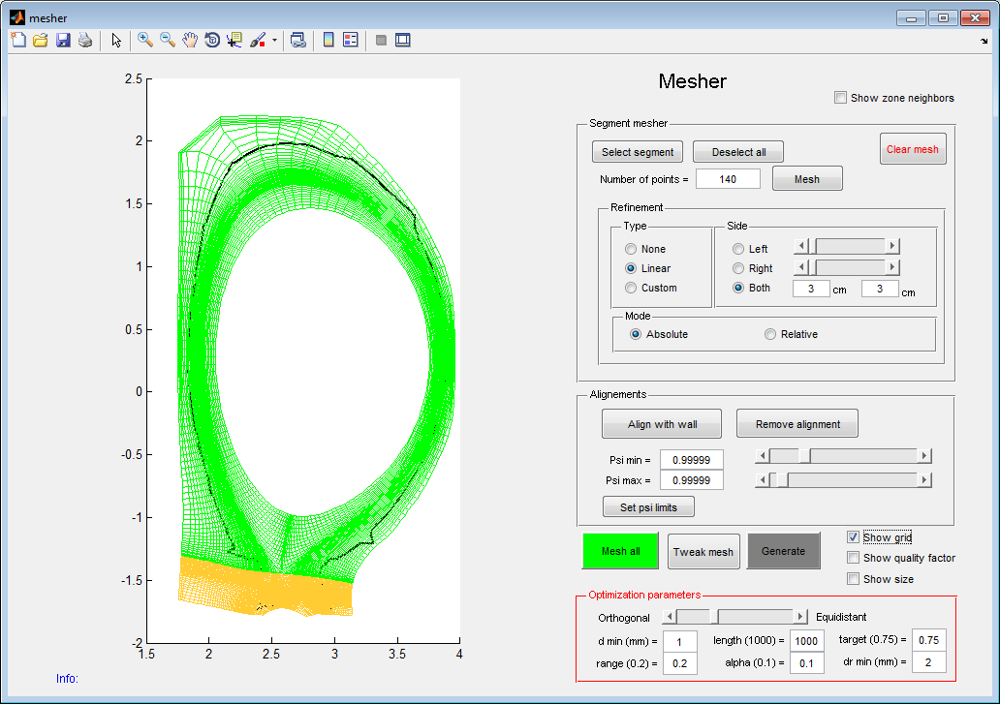 mesher
Mesher
Show zone neighbors
Segment mesher
Select segment
Deselect all
Clear mesh
Number of points =
140
Mesh
Refinement
Type
None
Linear
Custom
Side
Left
Right
Both
3
cm
3
cm
Mode
Absolute
Relative
Alignements
Align with wall
Remove alignment
Psi min =
0.99999
Psi max =
0.99999
Set psi limits
Mesh all
Tweak mesh
Generate
Show grid
Show quality factor
Show size
Optimization parameters
Orthogonal
Equidistant
d min (mm) =
1
length (1000) =
1000
target (0.75) =
0.75
range (0.2) =
0.2
alpha (0.1) =
0.1
dr min (mm) =
2
2.5
2
1.5
1
0.5
0
-0.5
-1
-1.5
-2
1.5
2
2.5
3
3.5
4
Info: